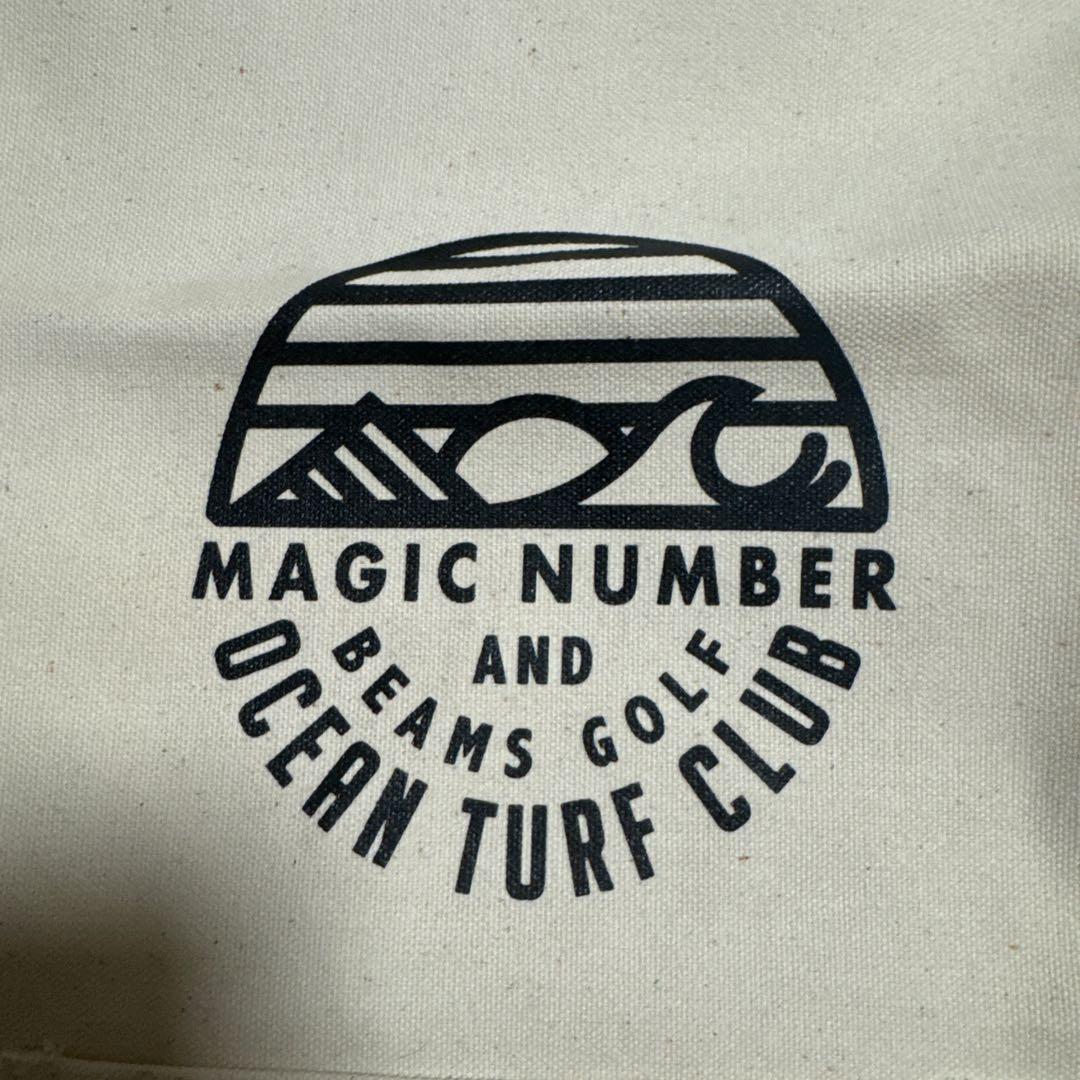 MAGIC NUMBER
AND
BEAMS GOLF
OCEAN TURF CLUB